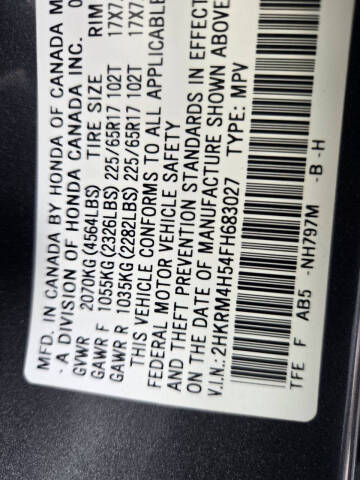 MFD. IN CANADA BY HONDA OF CANADA M
- A DIVISION OF HONDA CANADA INC. 0
GVWR 2070KG (4564LBS) TIRE SIZE RIM
GAWR F 1055KG (2326LBS) 225/65R17 102T 17X7.
GAWR R 1035KG (2282LBS) 225/65R17 102T 17X7.
THIS VEHICLE CONFORMS TO ALL APPLICABLE
FEDERAL MOTOR VEHICLE SAFETY
AND THEFT PREVENTION STANDARDS IN EFFECT
ON THE DATE OF MANUFACTURE SHOWN ABOVE
V.I.N.: 2HKRM4H54FH683027 TYPE: MPV
TFE F AB5 -NH797M -B -H